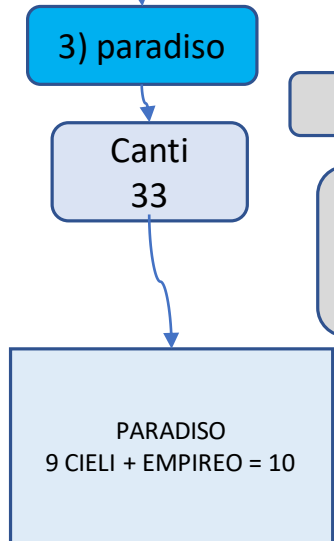 3) paradiso
Canti
33
PARADISO
9 CIELI + EMPIREO = 10